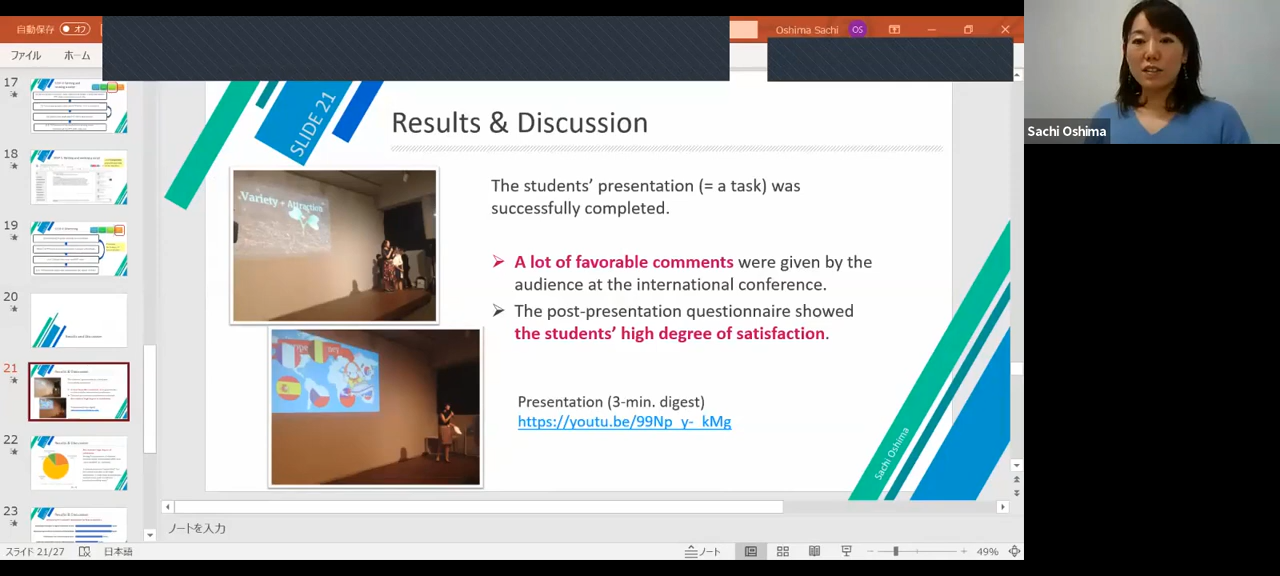 自動保存 オフ
Oshima Sachi OS
ファイル ホーム
17
18
19
20
Results and Discussion
21
Results & Discussion
22
Results & Discussion
23
Results & Discussion
SLIDE 21
Results & Discussion
Variety + Attraction
The students' presentation (= a task) was
successfully completed.
➢ A lot of favorable comments were given by the
audience at the international conference.
➢ The post-presentation questionnaire showed
the students' high degree of satisfaction.
Presentation (3-min. digest)
https://youtu.be/99Np_y-_kMg
Sachi Oshima
Sachi Oshima
ノートを入力
スライド 21/27 日本語
ノート
49%